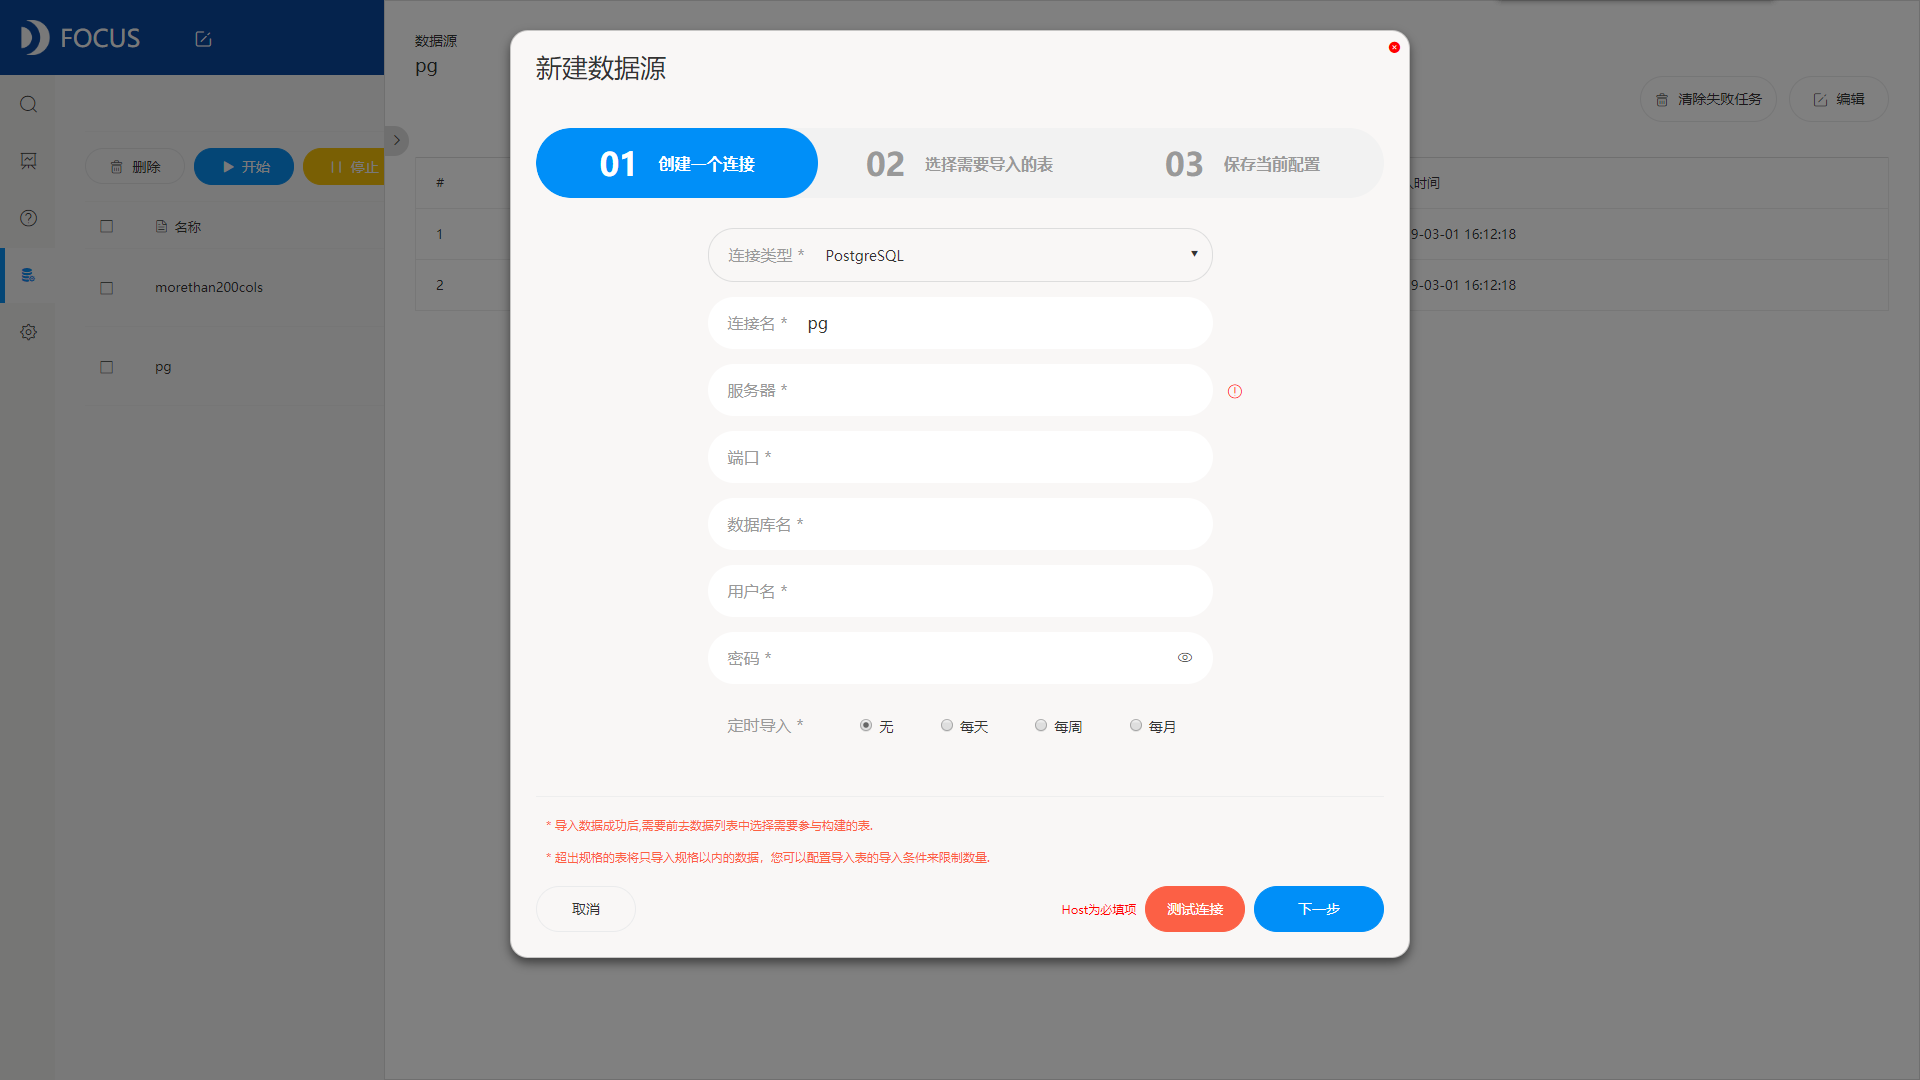 FOCUS
删除
开始
停止
名称
morethan200cols
pg
数据源
pg
清除失败任务
编辑
#
时间
1
9-03-01 16:12:18
2
9-03-01 16:12:18
新建数据源
01 创建一个连接
02 选择需要导入的表
03 保存当前配置
连接类型 * PostgreSQL
连接名 * pg
服务器 *
端口 *
数据库名 *
用户名 *
密码 *
定时导入 * 无 每天 每周 每月
* 导入数据成功后,需要前去数据列表中选择需要参与构建的表.
* 超出规格的表将只导入规格以内的数据，您可以配置导入表的导入条件来限制数量.
取消
Host为必填项
测试连接
下一步